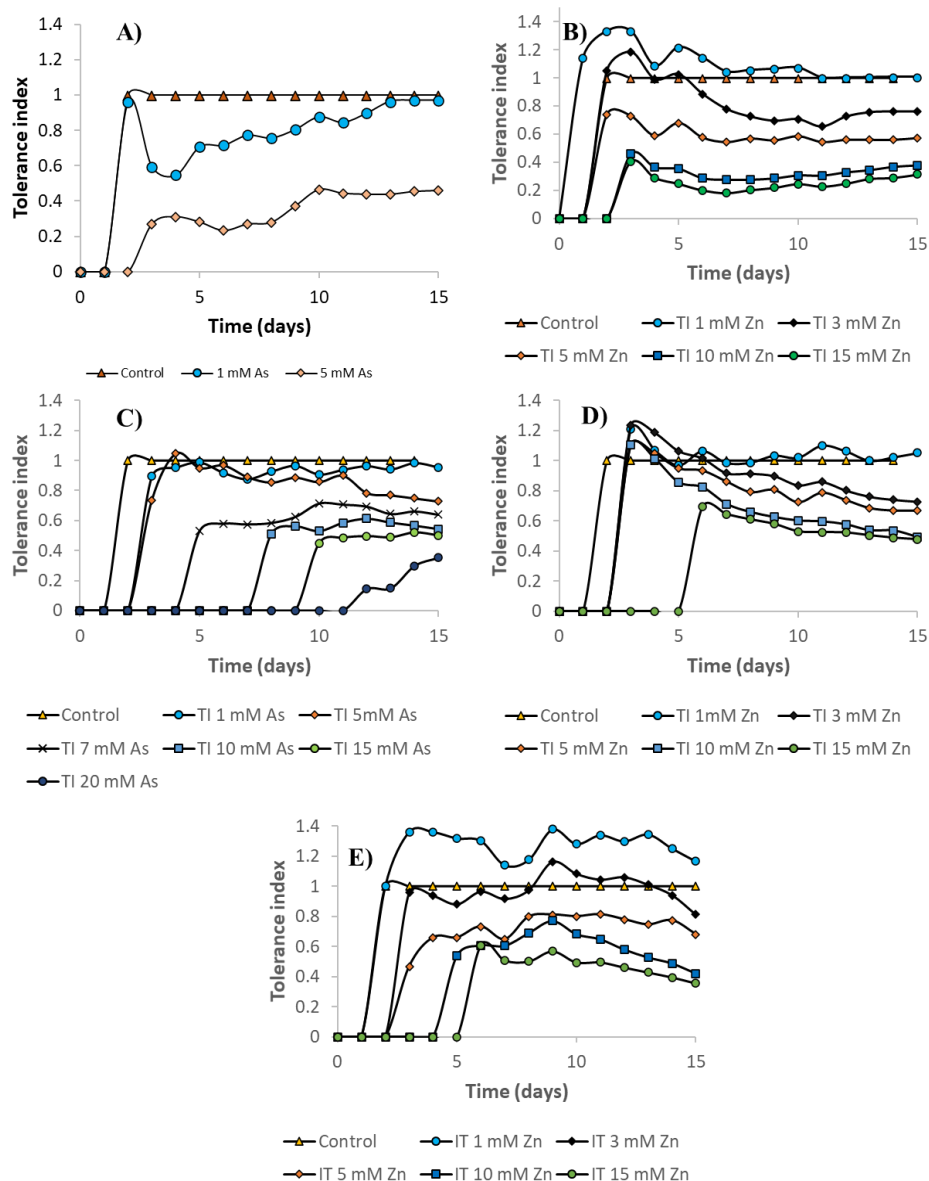 A)
Tolerance index
1.4
1.2
1
0.8
0.6
0.4
0.2
0
0 5 10 15
Time (days)
Control 1 mM As 5 mM As
B)
Tolerance index
1.4
1.2
1
0.8
0.6
0.4
0.2
0
0 5 10 15
Time (days)
Control TI 1 mM Zn TI 3 mM Zn
TI 5 mM Zn TI 10 mM Zn TI 15 mM Zn
C)
Tolerance index
1.4
1.2
1
0.8
0.6
0.4
0.2
0
0 5 10 15
Time (days)
Control TI 1 mM As TI 5mM As
TI 7 mM As TI 10 mM As TI 15 mM As
TI 20 mM As
D)
Tolerance index
1.4
1.2
1
0.8
0.6
0.4
0.2
0
0 5 10 15
Time (days)
Control TI 1mM Zn TI 3 mM Zn
TI 5 mM Zn TI 10 mM Zn TI 15 mM Zn
E)
Tolerance index
1.4
1.2
1
0.8
0.6
0.4
0.2
0
0 5 10 15
Time (days)
Control IT 1 mM Zn IT 3 mM Zn
IT 5 mM Zn IT 10 mM Zn IT 15 mM Zn